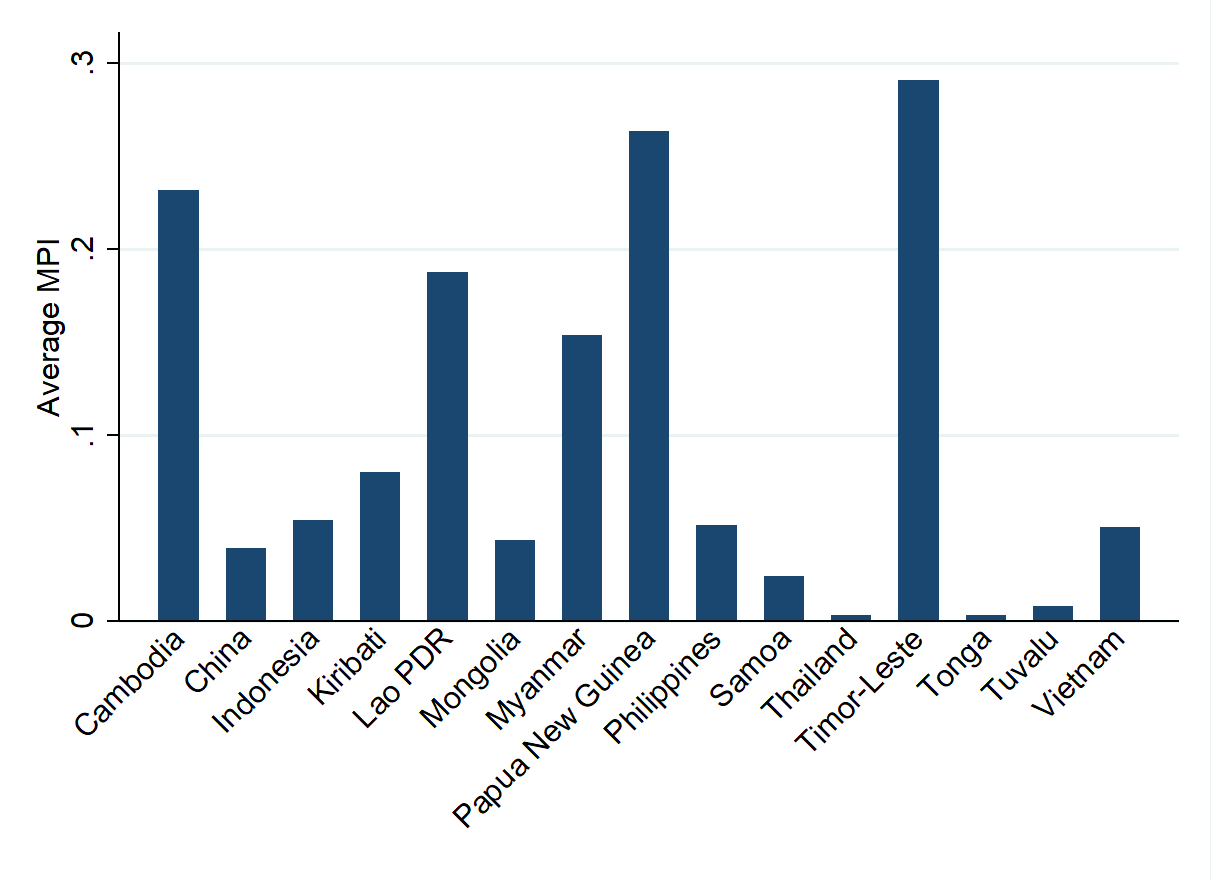 .3
.2
.1
0
Average MPI
Cambodia
China
Indonesia
Kiribati
Lao PDR
Mongolia
Myanmar
Papua New Guinea
Philippines
Samoa
Thailand
Timor-Leste
Tonga
Tuvalu
Vietnam